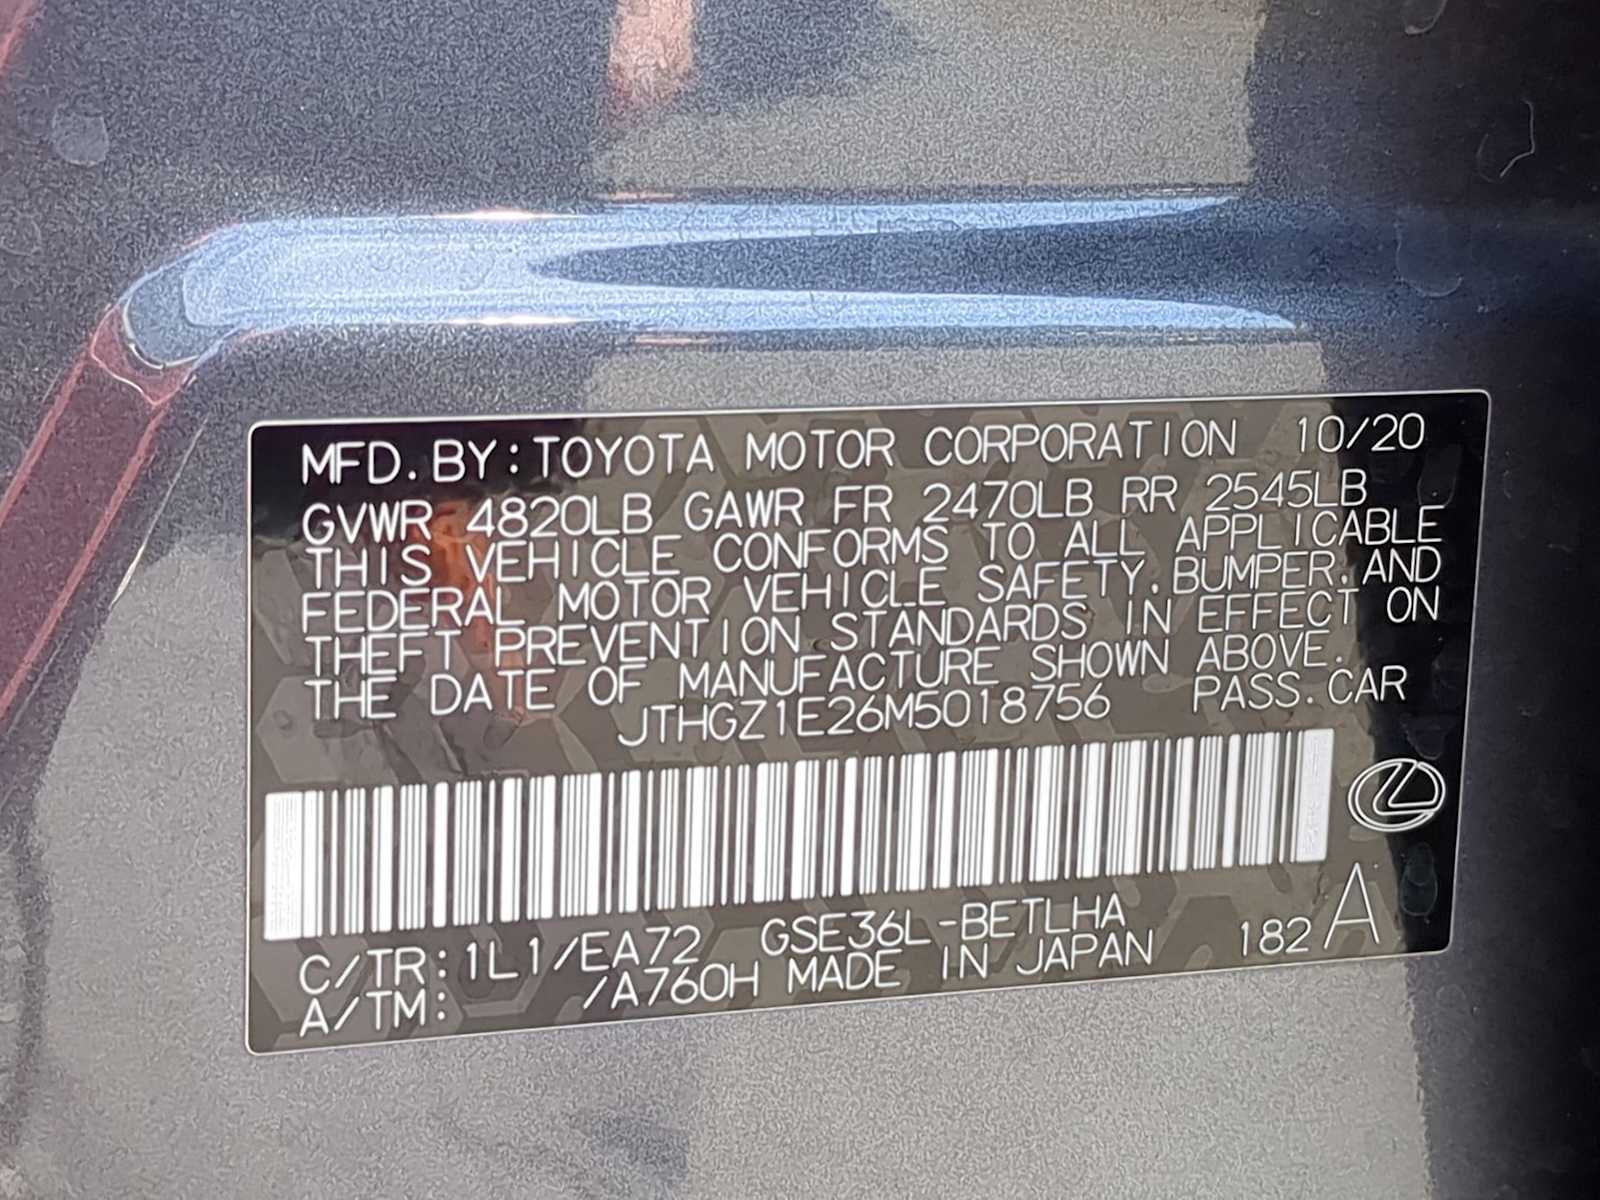 MFD. BY: TOYOTA MOTOR CORPORATION 10/20
GVWR 4820LB GAWR FR 2470LB RR 2545LB
THIS VEHICLE CONFORMS TO ALL APPLICABLE
FEDERAL MOTOR VEHICLE SAFETY, BUMPER, AND
THEFT PREVENTION STANDARDS IN EFFECT ON
THE DATE OF MANUFACTURE SHOWN ABOVE.
JTHGZ1E26M5018756 PASS. CAR
C/TR: 1L1/EA72 GSE36L-BETLHA
A/TM: /A760H MADE IN JAPAN 182 A